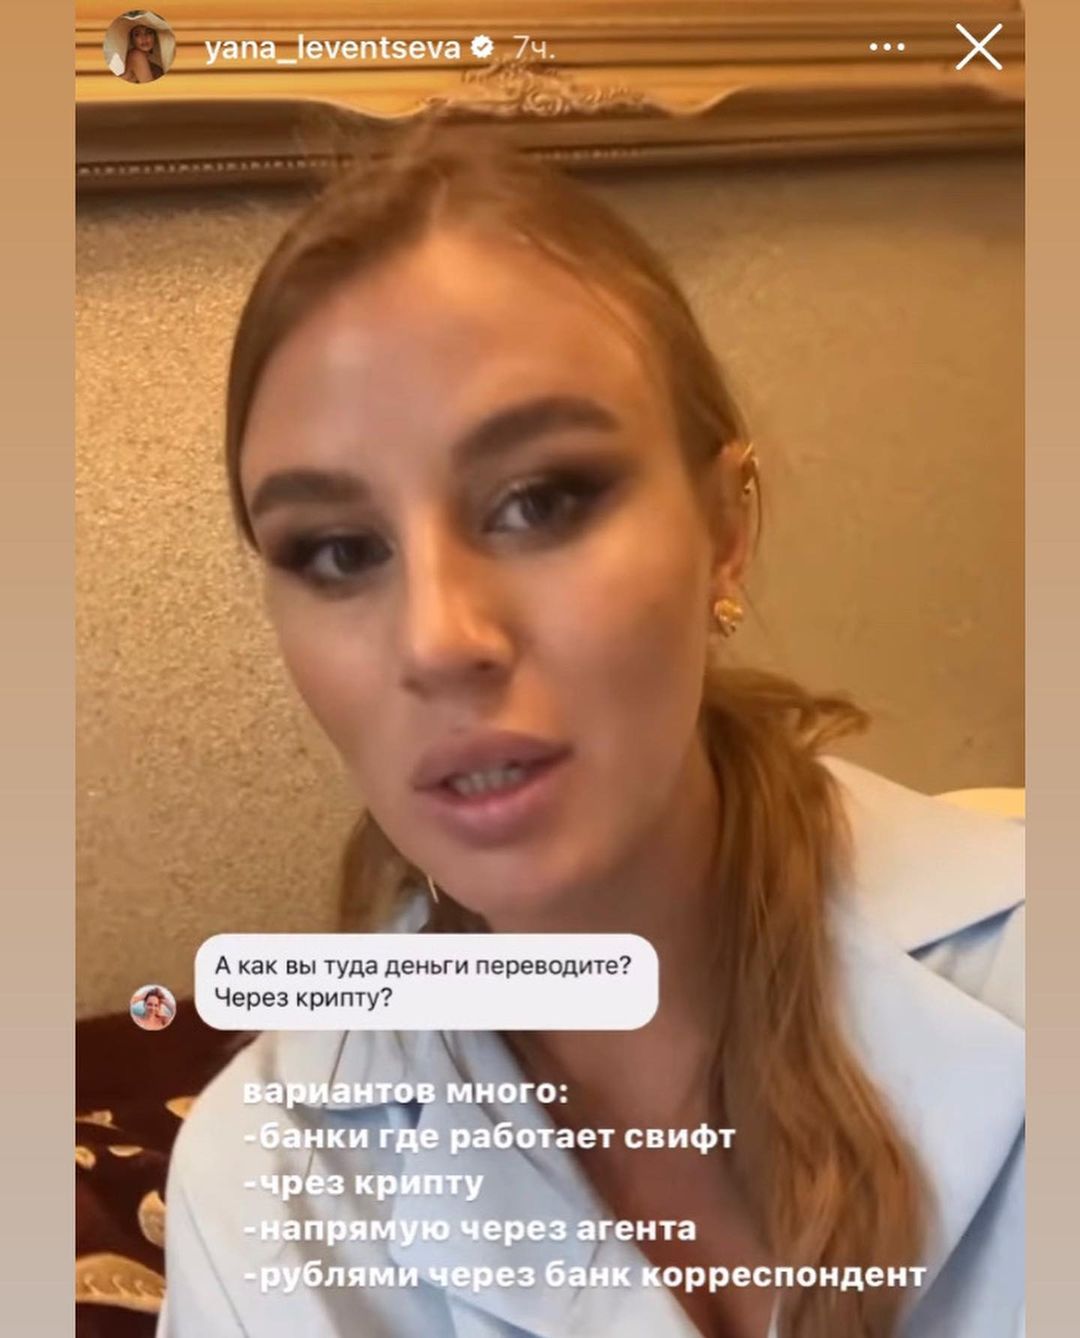 yana_leventseva 7ч.
А как вы туда деньги переводите?
Через крипту?
вариантов много:
-банки где работает свифт
-чрез крипту
-напрямую через агента
-рублями через банк корреспондент